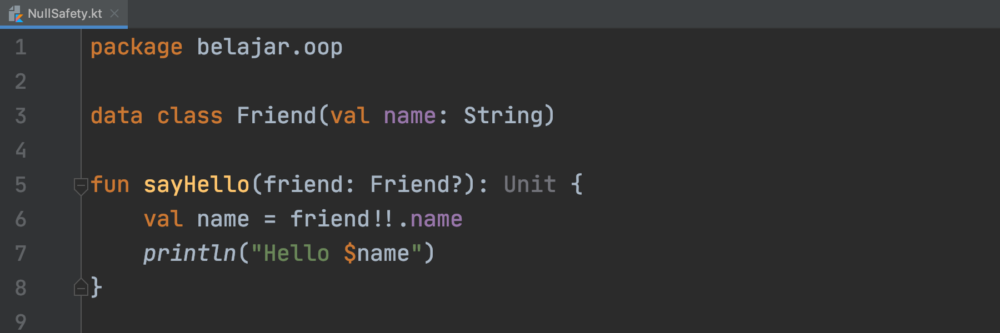 NullSafety.kt
1 package belajar.oop
2
3 data class Friend(val name: String)
4
5 fun sayHello(friend: Friend?): Unit {
6     val name = friend!!.name
7     println("Hello $name")
8 }
9